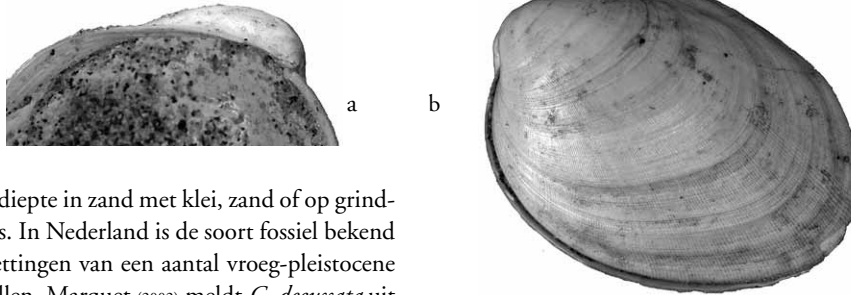 a
b
diepte in zand met klei, zand of op grind-
s. In Nederland is de soort fossiel bekend
ettingen van een aantal vroeg-pleistocene
llen. Marquet (2002) meldt C. decussata uit